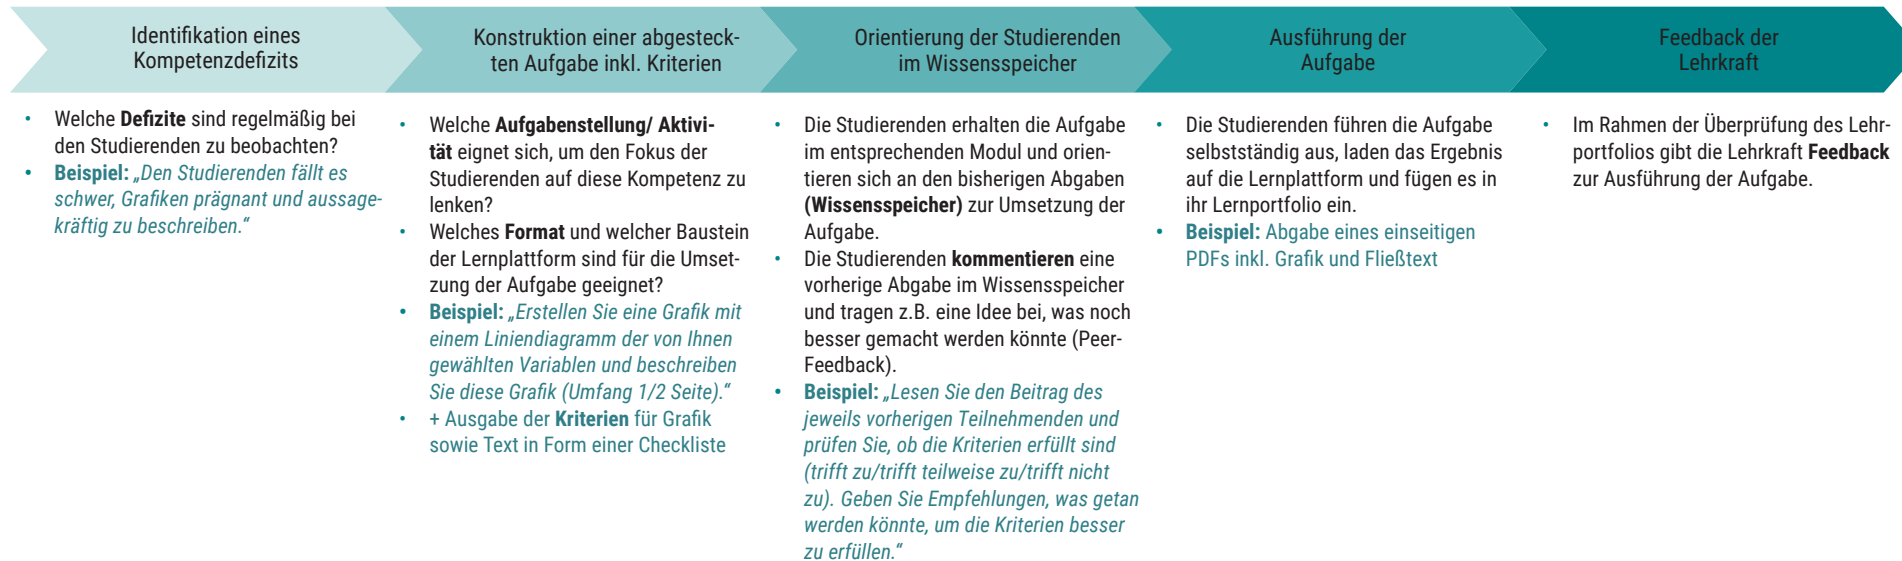 Identifikation eines
Kompetenzdefizits
Konstruktion einer abgesteck-
ten Aufgabe inkl. Kriterien
Orientierung der Studierenden
im Wissensspeicher
Ausführung der
Aufgabe
Feedback der
Lehrkraft
• Welche Defizite sind regelmäßig bei
den Studierenden zu beobachten?
• Beispiel: „Den Studierenden fällt es
schwer, Grafiken prägnant und aussage-
kräftig zu beschreiben.“
• Welche Aufgabenstellung/ Aktivi-
tät eignet sich, um den Fokus der
Studierenden auf diese Kompetenz zu
lenken?
• Welches Format und welcher Baustein
der Lernplattform sind für die Umset-
zung der Aufgabe geeignet?
• Beispiel: „Erstellen Sie eine Grafik mit
einem Liniendiagramm der von Ihnen
gewählten Variablen und beschreiben
Sie diese Grafik (Umfang 1/2 Seite).“
• + Ausgabe der Kriterien für Grafik
sowie Text in Form einer Checkliste
• Die Studierenden erhalten die Aufgabe
im entsprechenden Modul und orien-
tieren sich an den bisherigen Abgaben
(Wissensspeicher) zur Umsetzung der
Aufgabe.
• Die Studierenden kommentieren eine
vorherige Abgabe im Wissensspeicher
und tragen z.B. eine Idee bei, was noch
besser gemacht werden könnte (Peer-
Feedback).
• Beispiel: „Lesen Sie den Beitrag des
jeweils vorherigen Teilnehmenden und
prüfen Sie, ob die Kriterien erfüllt sind
(trifft zu/trifft teilweise zu/trifft nicht
zu). Geben Sie Empfehlungen, was getan
werden könnte, um die Kriterien besser
zu erfüllen.“
• Die Studierenden führen die Aufgabe
selbstständig aus, laden das Ergebnis
auf die Lernplattform und fügen es in
ihr Lernportfolio ein.
• Beispiel: Abgabe eines einseitigen
PDFs inkl. Grafik und Fließtext
• Im Rahmen der Überprüfung des Lehr-
portfolios gibt die Lehrkraft Feedback
zur Ausführung der Aufgabe.